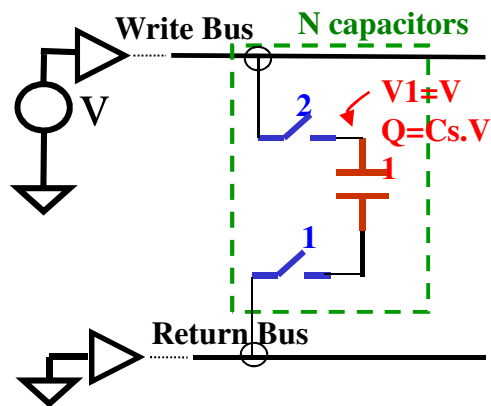 N capacitors
Write Bus
V
2
V1=V
Q=Cs.V
1
1
Return Bus